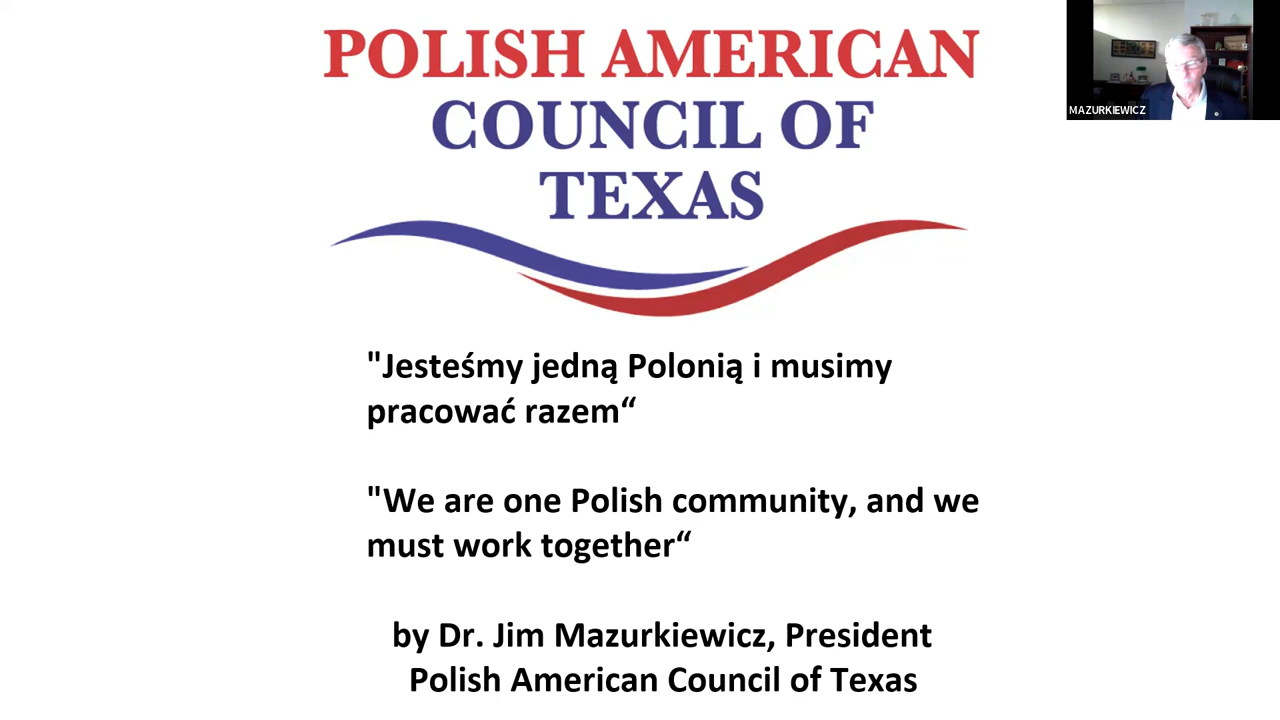 POLISH AMERICAN
COUNCIL OF
TEXAS
MAZURKIEWICZ
"Jesteśmy jedną Polonią i musimy
pracować razem“
"We are one Polish community, and we
must work together“
by Dr. Jim Mazurkiewicz, President
Polish American Council of Texas